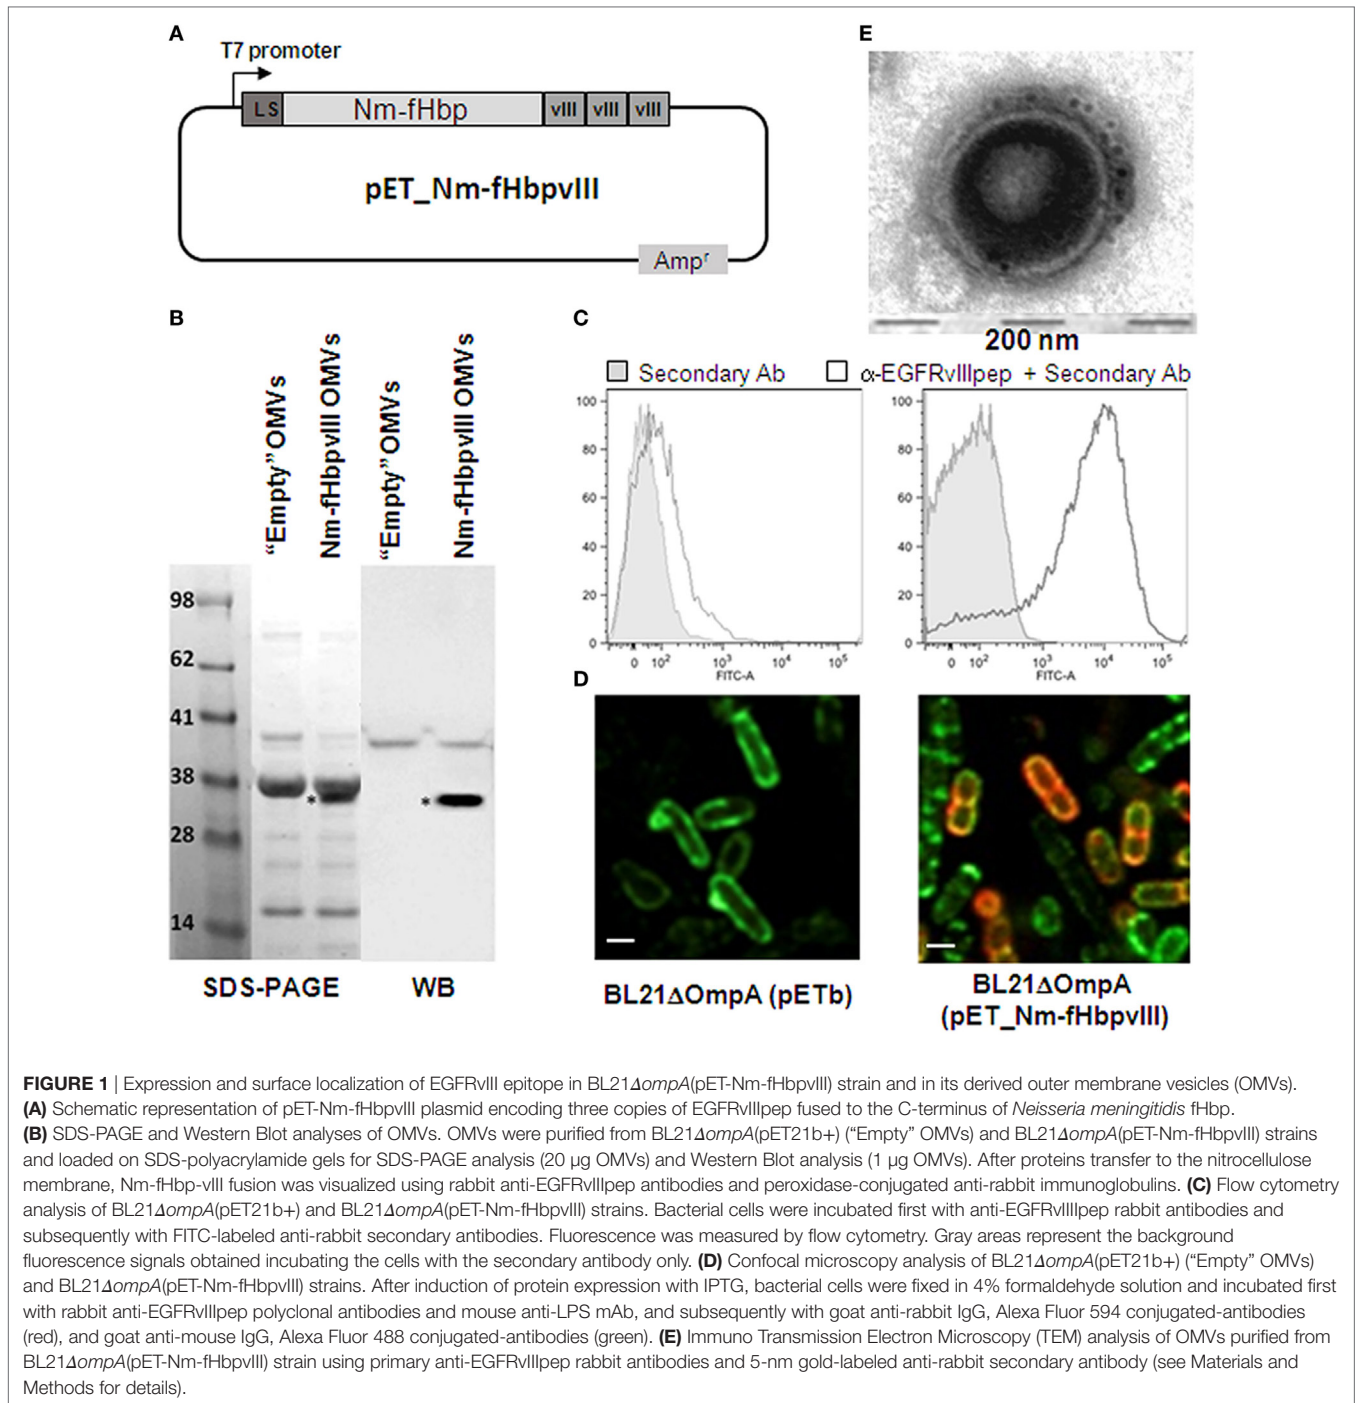 A
T7 promoter
LS
Nm-fHbp
vIII
vIII
vIII
pET_Nm-fHbpvIII
Ampʳ
E
200 nm
B
"Empty" OMVs
Nm-fHbpvIII OMVs
"Empty" OMVs
Nm-fHbpvIII OMVs
98
62
41
38
28
14
*
*
SDS-PAGE
WB
C
Secondary Ab
α-EGFRvIIIpep + Secondary Ab
100
80
60
40
20
0
0 10² 10³ 10⁴ 10⁵
FITC-A
100
80
60
40
20
0
0 10² 10³ 10⁴ 10⁵
FITC-A
D
BL21ΔOmpA (pETb)
BL21ΔOmpA
(pET_Nm-fHbpvIII)
FIGURE 1 | Expression and surface localization of EGFRvIII epitope in BL21ΔompA(pET-Nm-fHbpvIII) strain and in its derived outer membrane vesicles (OMVs).
(A) Schematic representation of pET-Nm-fHbpvIII plasmid encoding three copies of EGFRvIIIpep fused to the C-terminus of Neisseria meningitidis fHbp.
(B) SDS-PAGE and Western Blot analyses of OMVs. OMVs were purified from BL21ΔompA(pET21b+) ("Empty" OMVs) and BL21ΔompA(pET-Nm-fHbpvIII) strains
and loaded on SDS-polyacrylamide gels for SDS-PAGE analysis (20 µg OMVs) and Western Blot analysis (1 µg OMVs). After proteins transfer to the nitrocellulose
membrane, Nm-fHbp-vIII fusion was visualized using rabbit anti-EGFRvIIIpep antibodies and peroxidase-conjugated anti-rabbit immunoglobulins. (C) Flow cytometry
analysis of BL21ΔompA(pET21b+) and BL21ΔompA(pET-Nm-fHbpvIII) strains. Bacterial cells were incubated first with anti-EGFRvIIIIpep rabbit antibodies and
subsequently with FITC-labeled anti-rabbit secondary antibodies. Fluorescence was measured by flow cytometry. Gray areas represent the background
fluorescence signals obtained incubating the cells with the secondary antibody only. (D) Confocal microscopy analysis of BL21ΔompA(pET21b+) ("Empty" OMVs)
and BL21ΔompA(pET-Nm-fHbpvIII) strains. After induction of protein expression with IPTG, bacterial cells were fixed in 4% formaldehyde solution and incubated first
with rabbit anti-EGFRvIIIpep polyclonal antibodies and mouse anti-LPS mAb, and subsequently with goat anti-rabbit IgG, Alexa Fluor 594 conjugated-antibodies
(red), and goat anti-mouse IgG, Alexa Fluor 488 conjugated-antibodies (green). (E) Immuno Transmission Electron Microscopy (TEM) analysis of OMVs purified from
BL21ΔompA(pET-Nm-fHbpvIII) strain using primary anti-EGFRvIIIpep rabbit antibodies and 5-nm gold-labeled anti-rabbit secondary antibody (see Materials and
Methods for details).